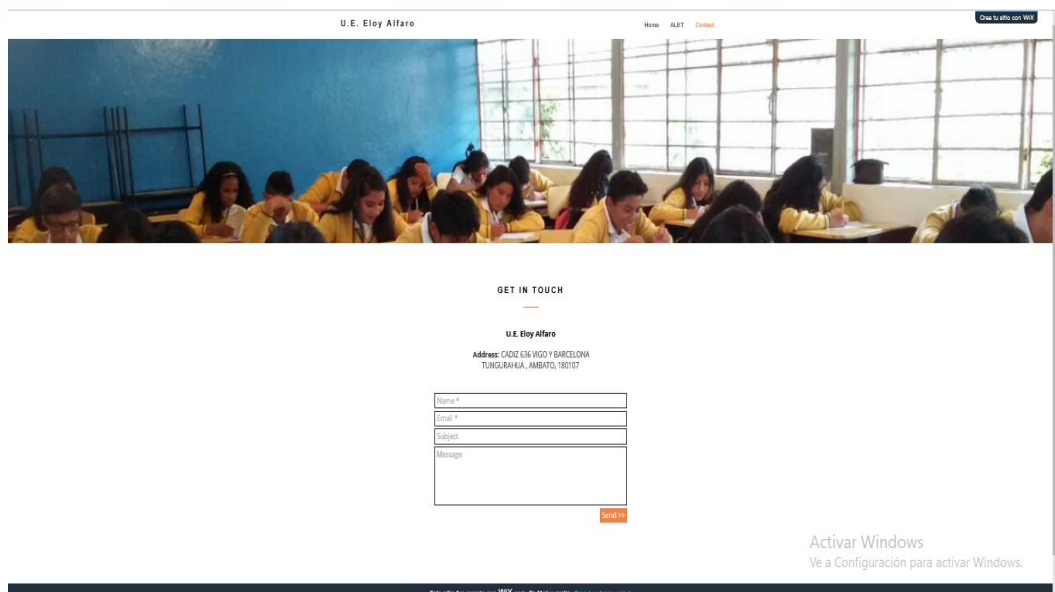 U.E. Eloy Alfaro
Home ALET Contact
Crea tu sitio con WiX
GET IN TOUCH
U.E. Eloy Alfaro
Address: CADIZ 636 VIGO Y BARCELONA
TUNGURAHUA , AMBATO, 180107
Name *
Email *
Subject
Message
Send >>
Activar Windows
Ve a Configuración para activar Windows.
WiX